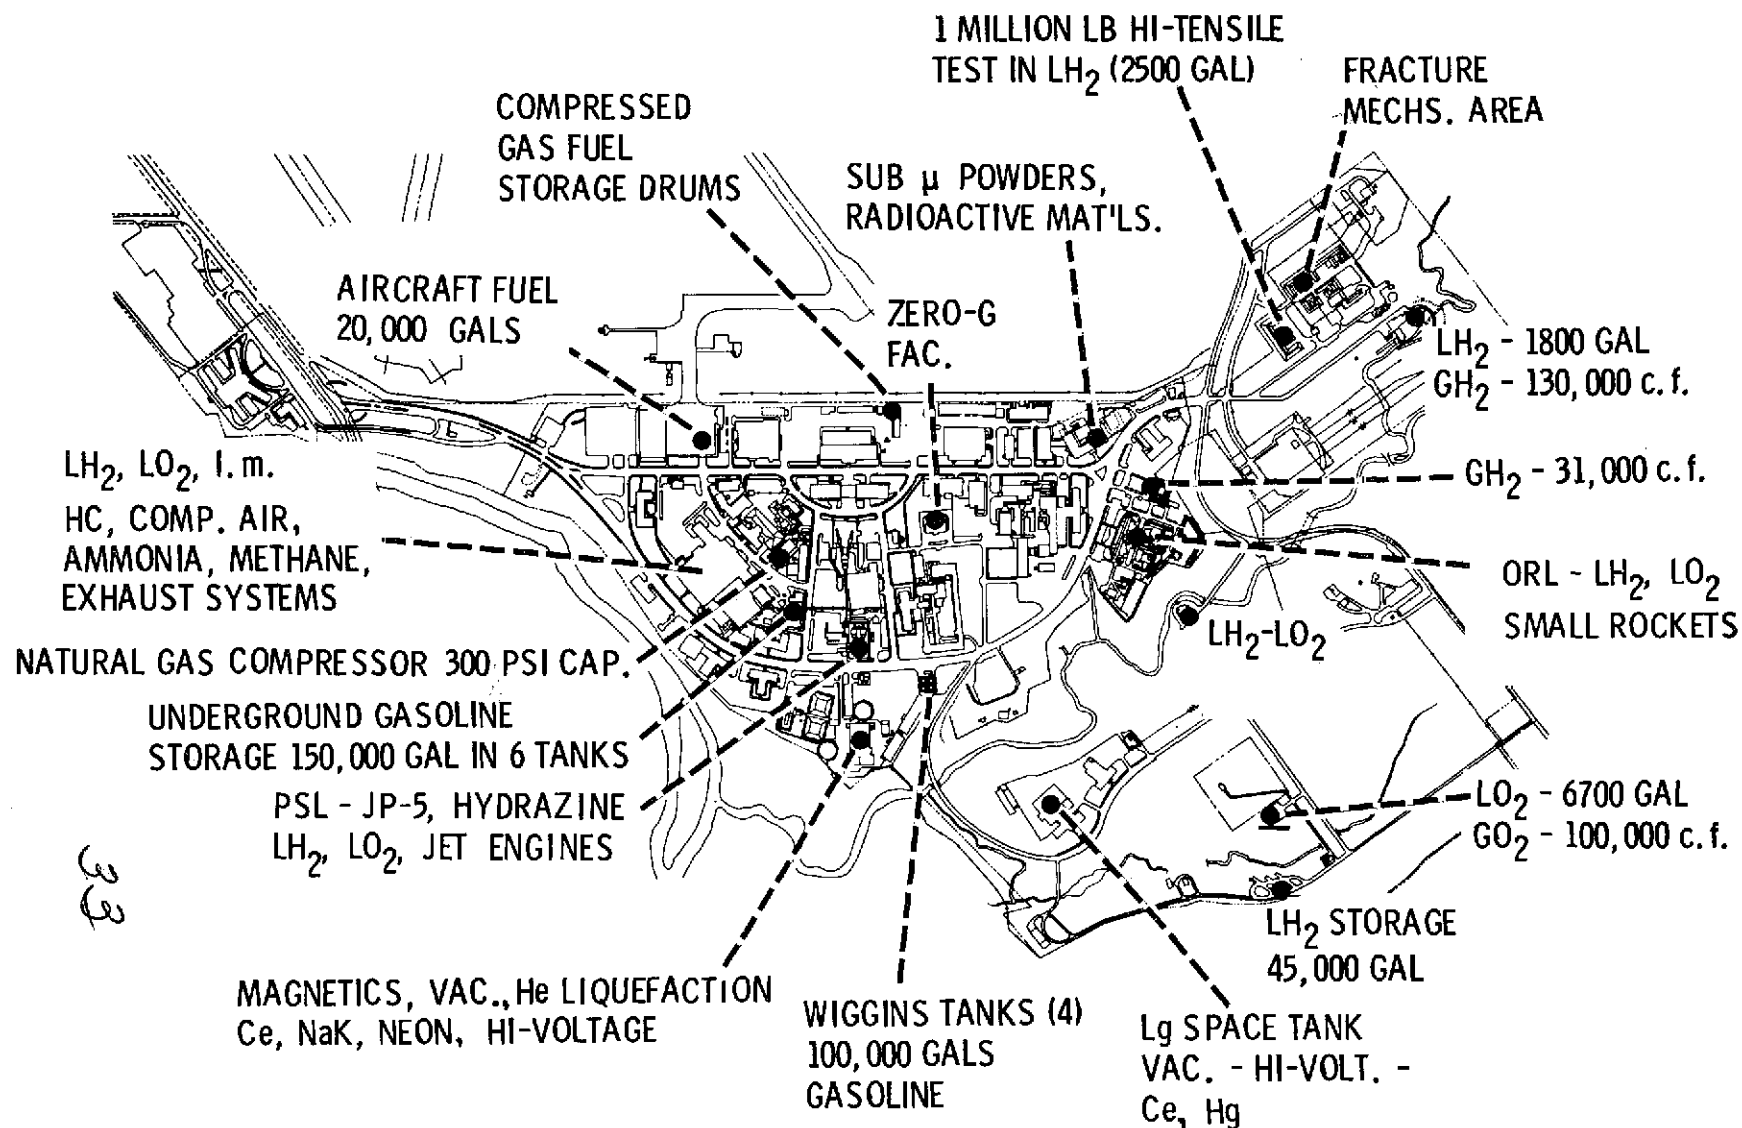 1 MILLION LB HI-TENSILE
TEST IN LH2 (2500 GAL)
FRACTURE
MECHS. AREA
COMPRESSED
GAS FUEL
STORAGE DRUMS
SUB μ POWDERS,
RADIOACTIVE MAT'LS.
AIRCRAFT FUEL
20,000 GALS
ZERO-G
FAC.
LH2 - 1800 GAL
GH2 - 130,000 c.f.
LH2, LO2, l.m.
HC, COMP. AIR,
AMMONIA, METHANE,
EXHAUST SYSTEMS
GH2 - 31,000 c.f.
ORL - LH2, LO2
SMALL ROCKETS
LH2-LO2
NATURAL GAS COMPRESSOR 300 PSI CAP.
UNDERGROUND GASOLINE
STORAGE 150,000 GAL IN 6 TANKS
PSL - JP-5, HYDRAZINE
LH2, LO2, JET ENGINES
LO2 - 6700 GAL
GO2 - 100,000 c.f.
33
LH2 STORAGE
45,000 GAL
MAGNETICS, VAC., He LIQUEFACTION
Ce, NaK, NEON, HI-VOLTAGE
WIGGINS TANKS (4)
100,000 GALS
GASOLINE
Lg SPACE TANK
VAC. - HI-VOLT. -
Ce, Hg